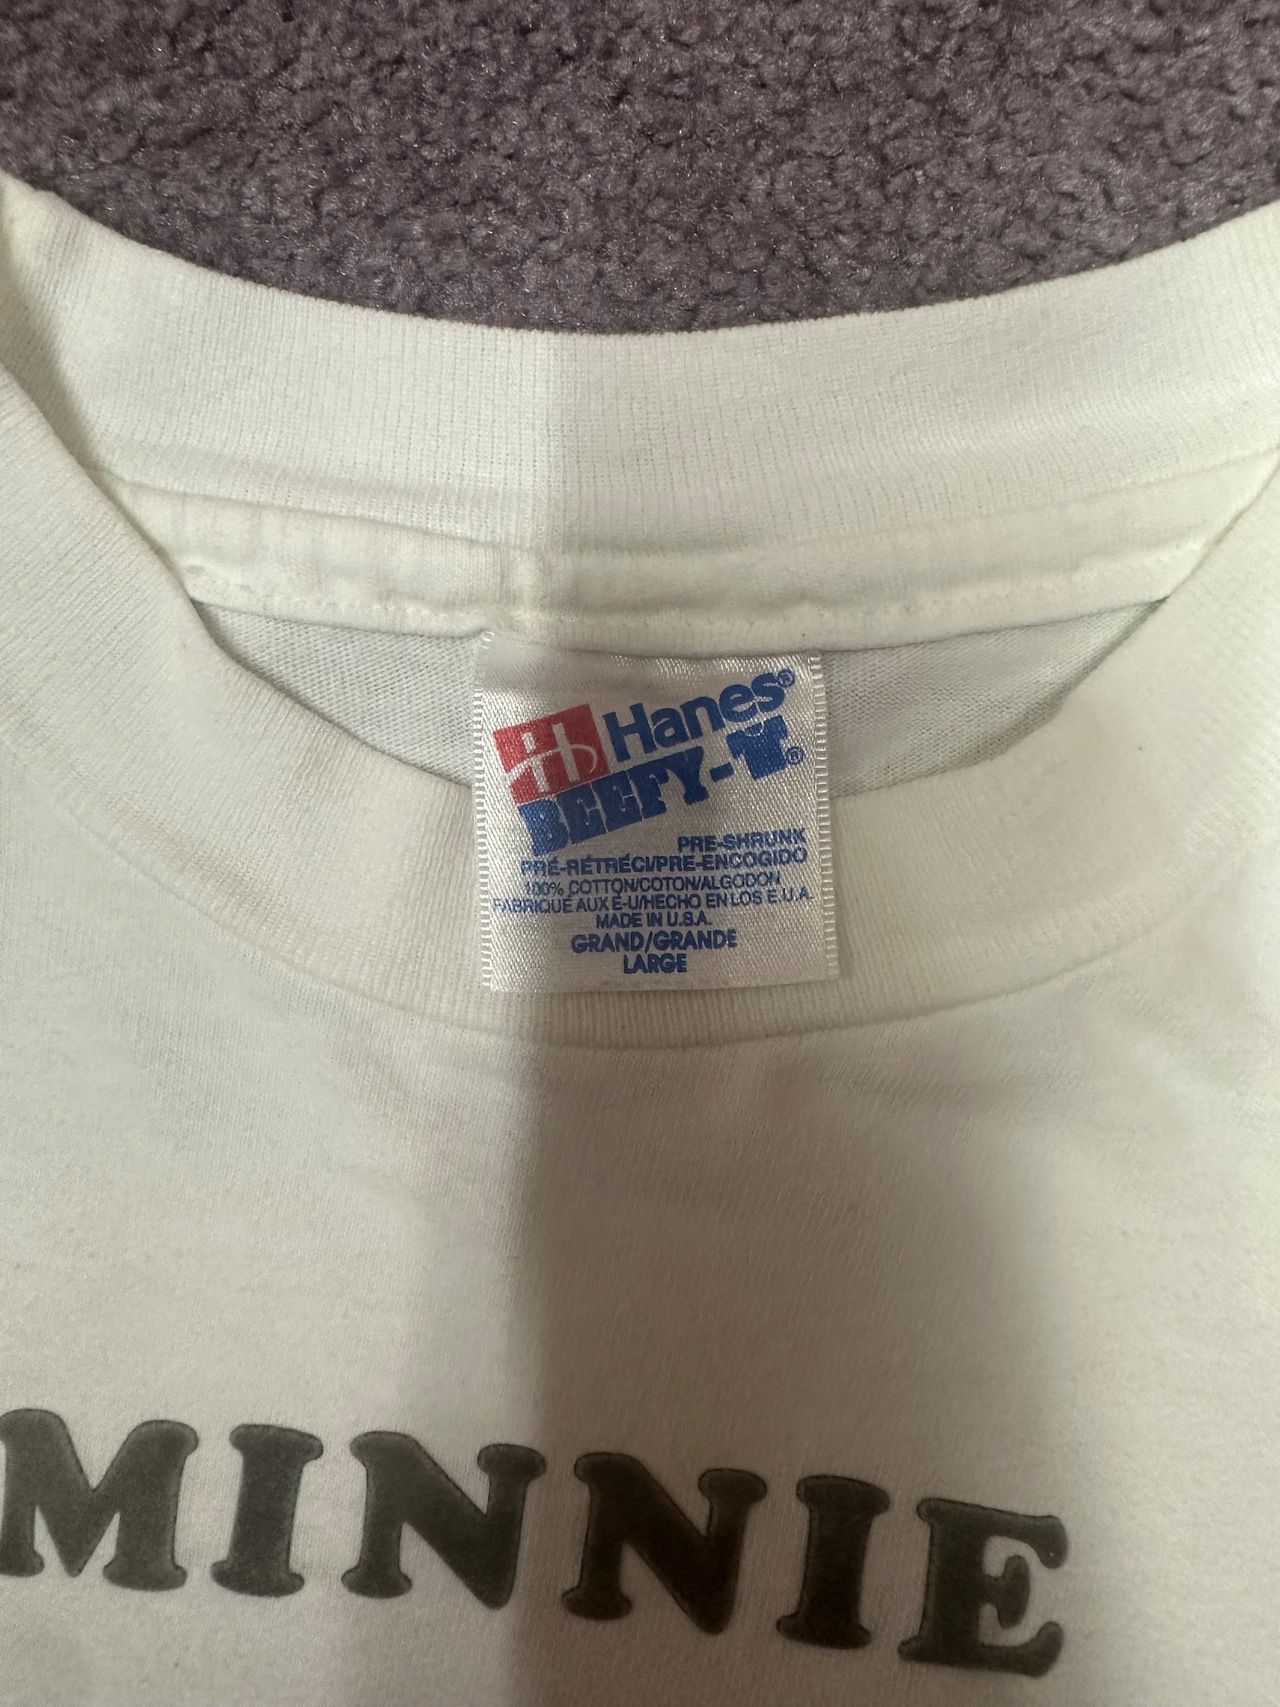 Hanes®
BEEFY-T®
PRE-SHRUNK
PRÉ-RÉTRÉCI/PRE-ENCOGIDO
100% COTTON/COTON/ALGODON
FABRIQUÉ AUX É-U/HECHO EN LOS E.U.A.
MADE IN U.S.A.
GRAND/GRANDE
LARGE
MINNIE